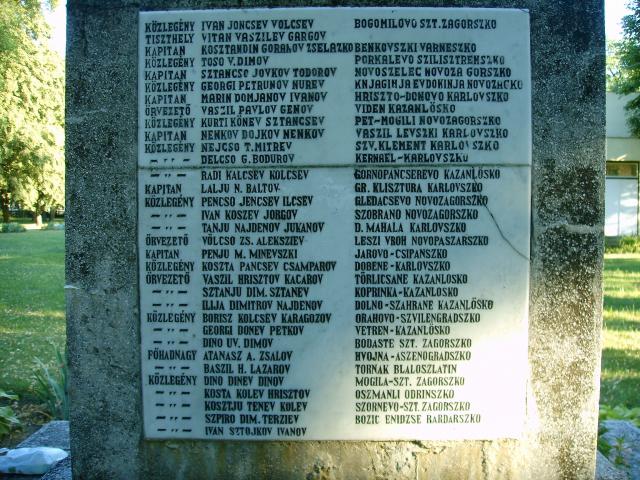 KÖZLEGÉNY IVAN JONCSEV VOLCSEV BOGOMILOVO SZT. ZAGORSZKO
TISZTHELY VITAN VASZILEV GARGOV
KAPITAN KOSZTANDIN GORAHOV ZSELAZKO BENKOVSZKI VARNESZKO
KÖZLEGÉNY TOSO V. DIMOV PORKALEVO SZILISZTRENSZKO
KAPITAN SZTANCSO JOVKOV TODOROV NOVOSZELEC NOVOZA GORSZKO
KÖZLEGÉNY GEORGI PETRUNOV NUREV KNJAGINJA EVDOKINJA
KAPITAN MARIN DOMJANOV IVANOV HRISZTO-DONOVO KARLOVSZKO
ÖRVEZETŐ VASZIL PAVLOV GENOV VIDEN KAZANLÖSKO
KÖZLEGÉNY KURTI KÖNEV SZTANCSEV PET-MOGILI NOVOZAGORSZKO
KAPITAN NENKOV DOJKOV NENKOV VASZIL LEVSZKI KARLOVSZKO
KÖZLEGÉNY NEJCSO T. MITREV SZV. KLEMENT KARLOVSZKO
—„— DELCSO G. BODUROV KERNAEL-KARLOVSZKO
—„— RADI KALCSEV KOLCSEV GORNOPANCSEREVO KAZANLÖSKO
KAPITAN LALJU N. BALTOV GR. KLISZTURA KARLOVSZKO
KÖZLEGÉNY PENCSO JENCSEV ILCSEV GLEDACSEVO NOVOZAGORSZKO
—„— IVAN KOSZEV JORGOV SZOBRANO NOVOZAGORSZKO
—„— TANJU NAJDENOV JUKANOV D. MAHALA KARLOVSZKO
ÖRVEZETŐ VÖLCSO ZS. ALEKSZIEV LESZI VROH NOVOPASZARSZKO
KAPITAN PENJU M. MINEVSZKI JAROVO-CSIPANSZKO
KÖZLEGÉNY KOSZTA PANCSEV CSAMPAROV DOBENE-KARLOVSZKO
ÖRVEZETŐ VASZIL HRISZTOV KACAROV TÖRLICSANE KAZANLÖSKO
—„— SZTANJU DIM. SZTANEV KOPRINKA-KAZANLÖSKO
—„— ILLJA DIMITROV NAJDENOV DOLNO-SZAHRANE KAZANLÖSKO
KÖZLEGÉNY BORISZ KOLCSEV KARAGOZOV ORAHOVO-SZVILENGRADSZKO
—„— GEORGI DONEV PETKOV VETREN-KAZANLÖSKO
—„— DINO UV. DIMOV BODASTE SZT. ZAGORSZKO
FŐHADNAGY ATANASZ A. ZSALOV HVOJNA-ASZENOGRADSZKO
—„— BASZIL H. LAZAROV TORNAK BLALOSZLATIN
KÖZLEGÉNY DINO DINEV DINOV MOGILA-SZT. ZAGORSZKO
—„— KOSTA KOLEV HRISZTOV OSZMANLI ODRINSZKO
—„— KOSZTJU TENEV KOLEV SZORNEVO-SZT. ZAGORSZKO
—„— SZPIRO DIM. TERZIEV BOZIC ENIDZSE BARDARSZKO
—„— IVAN SZTOJKOV IVANOV